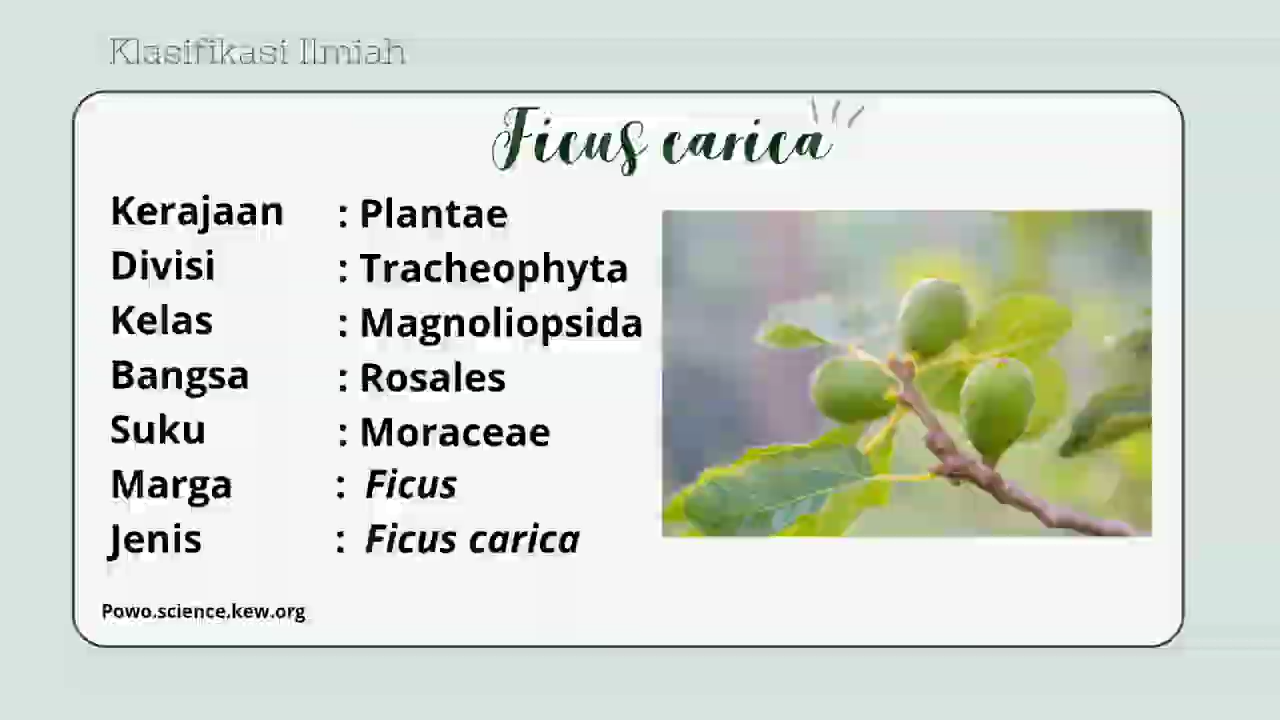 Klasifikasi Ilmiah
Ficus carica
Kerajaan : Plantae
Divisi : Tracheophyta
Kelas : Magnoliopsida
Bangsa : Rosales
Suku : Moraceae
Marga : Ficus
Jenis : Ficus carica
Powo.science.kew.org